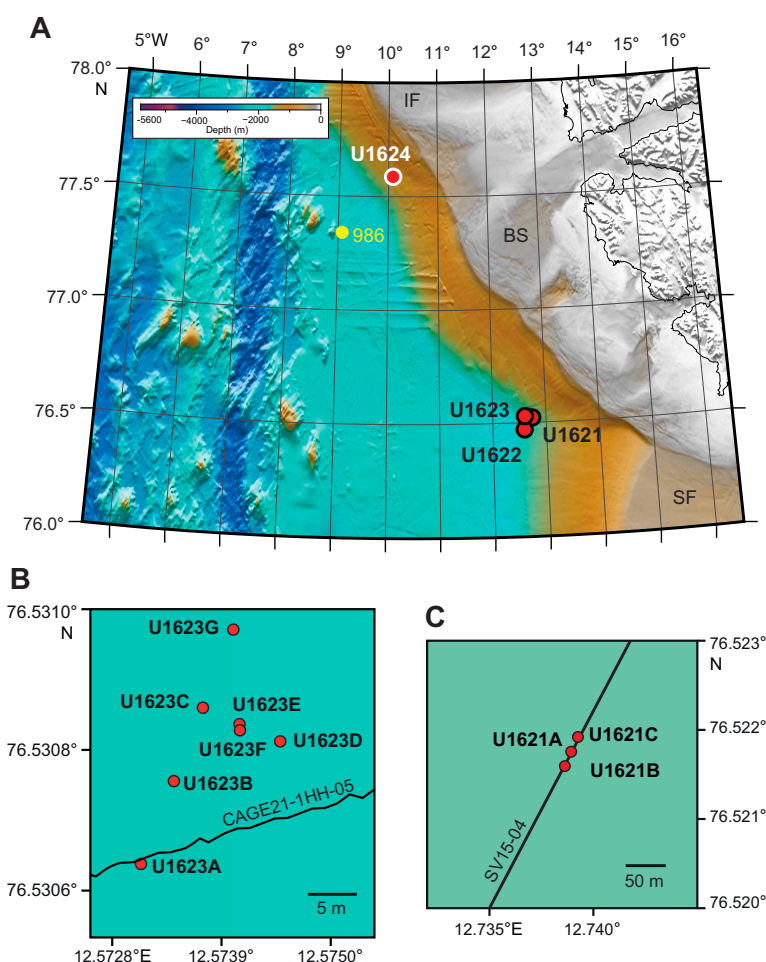 A
5°W 6° 7° 8° 9° 10° 11° 12° 13° 14° 15° 16°
78.0°
N
IF
-5600 -4000 -2000 0
Depth (m)
U1624
77.5°
986
BS
77.0°
76.5°
U1623
U1621
U1622
SF
76.0°
B
76.5310°
N
U1623G
U1623C
U1623E
U1623F
U1623D
76.5308°
U1623B
CAGE21-1HH-05
U1623A
76.5306°
5 m
12.5728°E 12.5739° 12.5750°
C
76.523°
N
76.522°
U1621C
U1621A
U1621B
76.521°
SV15-04
50 m
76.520°
12.735°E 12.740°